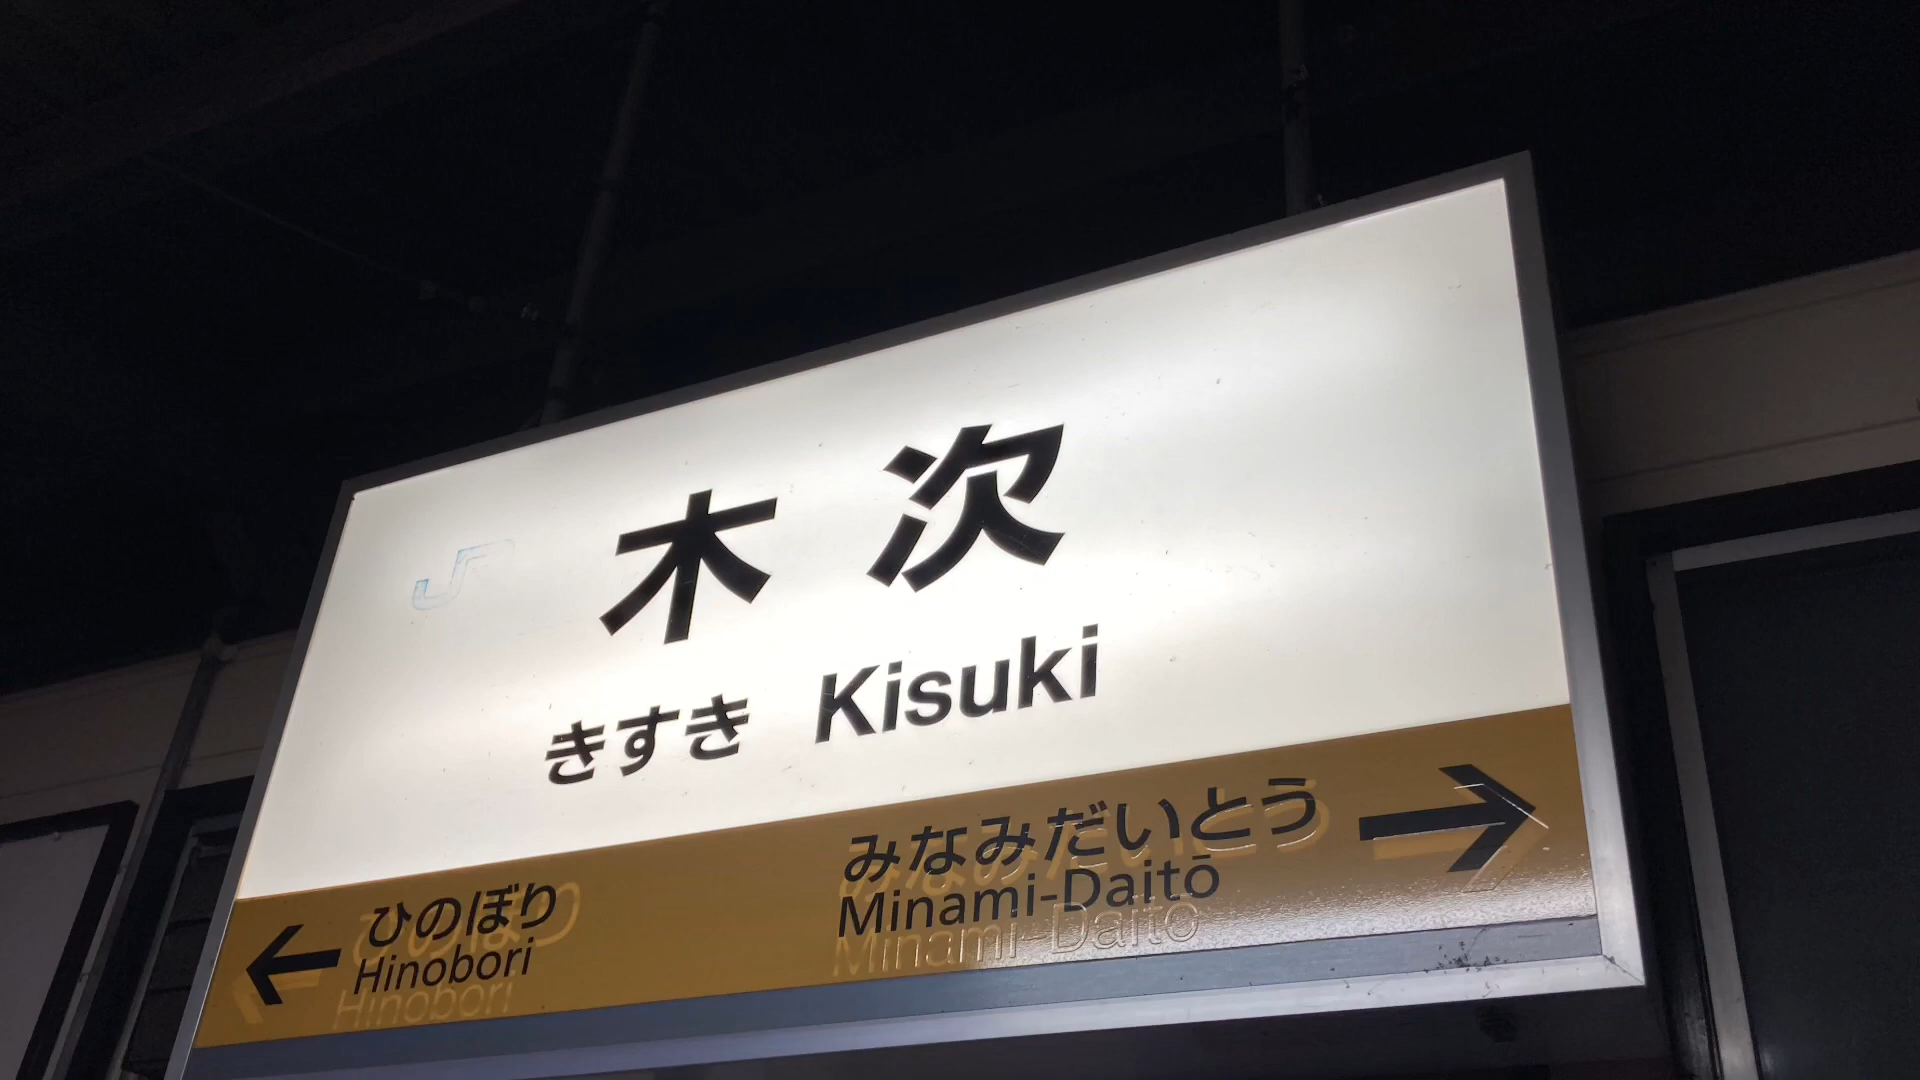 JR
木次
きすき Kisuki
みなみだいとう →
Minami-Daitō
← ひのぼり
Hinobori